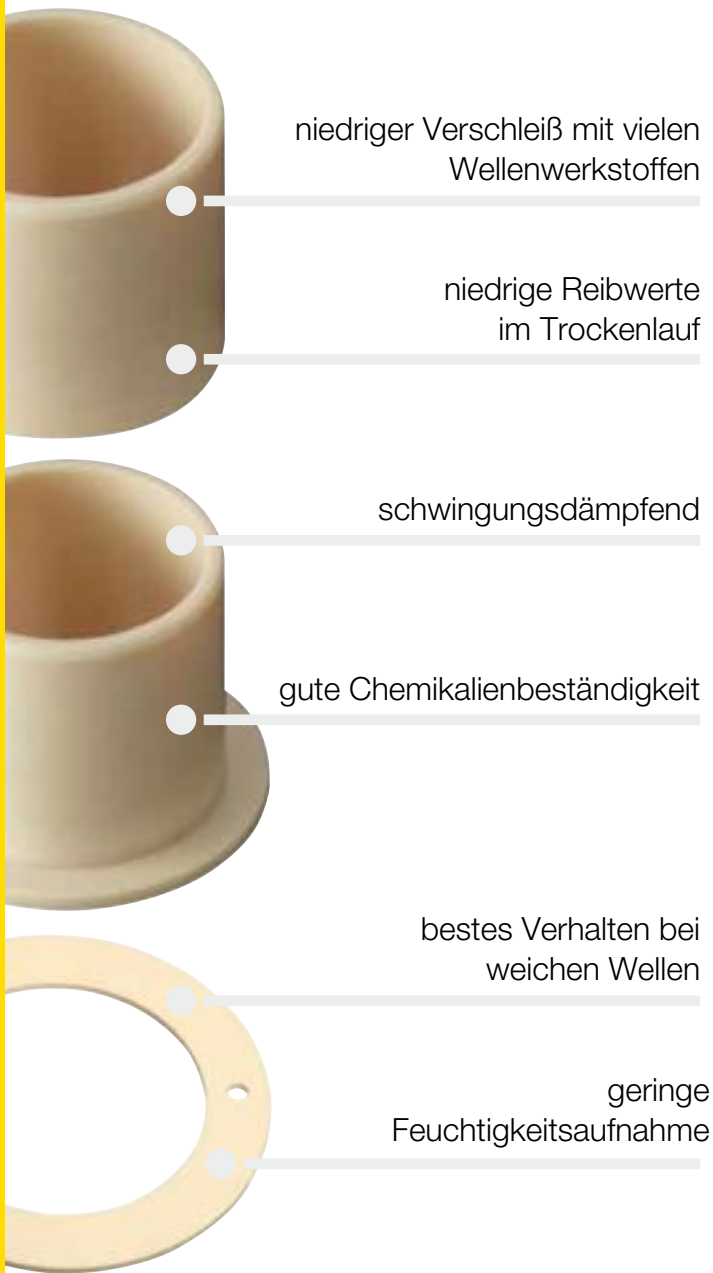 niedriger Verschleiß mit vielen
Wellenwerkstoffen
niedrige Reibwerte
im Trockenlauf
schwingungsdämpfend
gute Chemikalienbeständigkeit
bestes Verhalten bei
weichen Wellen
geringe
Feuchtigkeitsaufnahme